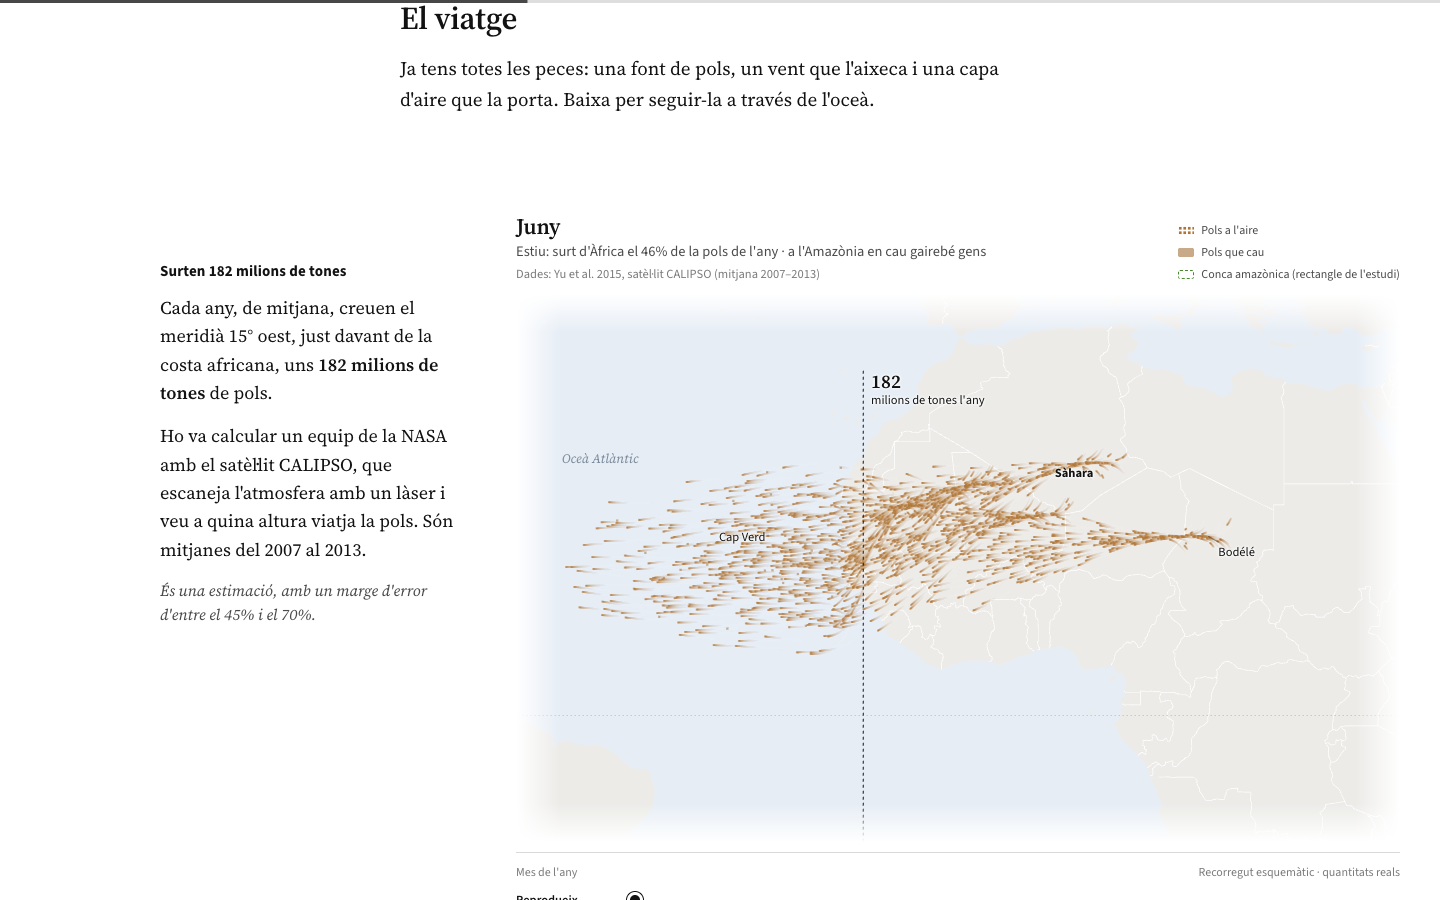 El viatge
Ja tens totes les peces: una font de pols, un vent que l'aixeca i una capa
d'aire que la porta. Baixa per seguir-la a través de l'oceà.
Surten 182 milions de tones
Cada any, de mitjana, creuen el
meridià 15° oest, just davant de la
costa africana, uns 182 milions de
tones de pols.
Ho va calcular un equip de la NASA
amb el satèl·lit CALIPSO, que
escaneja l'atmosfera amb un làser i
veu a quina altura viatja la pols. Són
mitjanes del 2007 al 2013.
És una estimació, amb un marge d'error
d'entre el 45% i el 70%.
Juny
Estiu: surt d'Àfrica el 46% de la pols de l'any · a l'Amazònia en cau gairebé gens
Dades: Yu et al. 2015, satèl·lit CALIPSO (mitjana 2007–2013)
Pols a l'aire
Pols que cau
Conca amazònica (rectangle de l'estudi)
182
milions de tones l'any
Oceà Atlàntic
Sàhara
Cap Verd
Bodélé
Mes de l'any
Recorregut esquemàtic · quantitats reals
Reprodueix